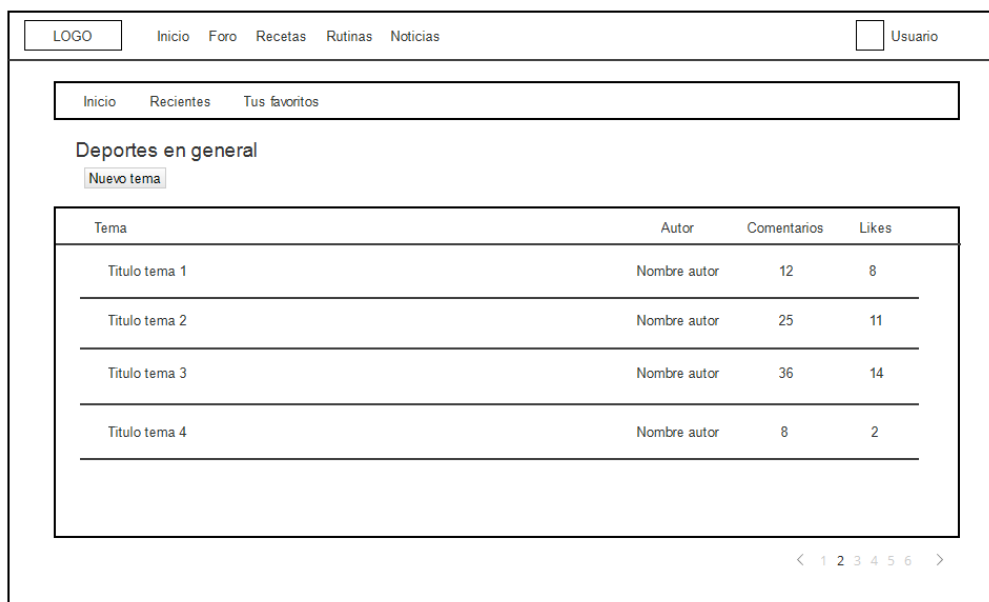 LOGO Inicio Foro Recetas Rutinas Noticias Usuario
Inicio Recientes Tus favoritos
Deportes en general
Nuevo tema
Tema Autor Comentarios Likes
Titulo tema 1 Nombre autor 12 8
Titulo tema 2 Nombre autor 25 11
Titulo tema 3 Nombre autor 36 14
Titulo tema 4 Nombre autor 8 2
< 1 2 3 4 5 6 >